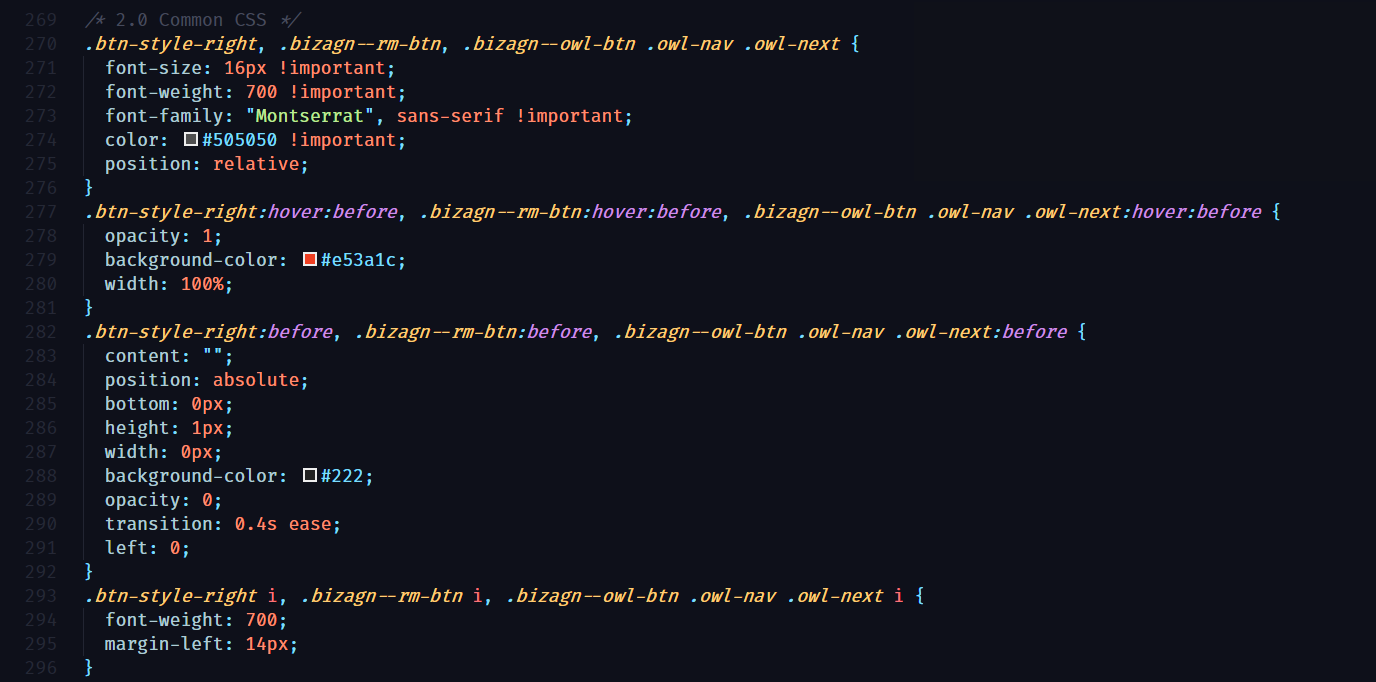 269 /* 2.0 Common CSS */
270 .btn-style-right, .bizagn--rm-btn, .bizagn--owl-btn .owl-nav .owl-next {
271 font-size: 16px !important;
272 font-weight: 700 !important;
273 font-family: "Montserrat", sans-serif !important;
274 color: #505050 !important;
275 position: relative;
276 }
277 .btn-style-right:hover:before, .bizagn--rm-btn:hover:before, .bizagn--owl-btn .owl-nav .owl-next:hover:before {
278 opacity: 1;
279 background-color: #e53a1c;
280 width: 100%;
281 }
282 .btn-style-right:before, .bizagn--rm-btn:before, .bizagn--owl-btn .owl-nav .owl-next:before {
283 content: "";
284 position: absolute;
285 bottom: 0px;
286 height: 1px;
287 width: 0px;
288 background-color: #222;
289 opacity: 0;
290 transition: 0.4s ease;
291 left: 0;
292 }
293 .btn-style-right i, .bizagn--rm-btn i, .bizagn--owl-btn .owl-nav .owl-next i {
294 font-weight: 700;
295 margin-left: 14px;
296 }